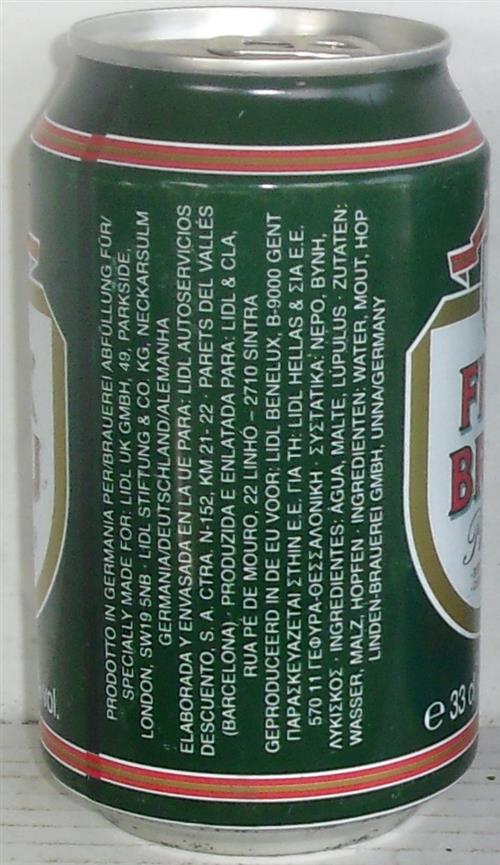 PRODOTTO IN GERMANIA PER/BRAUEREI ABFÜLLUNG FÜR/
SPECIALLY MADE FOR: LIDL UK GMBH, 49, PARKSIDE,
LONDON, SW19 5NB · LIDL STIFTUNG & CO. KG, NECKARSULM
GERMANIA/DEUTSCHLAND/ALEMANHA
ELABORADA Y ENVASADA EN LA UE PARA: LIDL AUTOSERVICIOS
DESCUENTO, S. A. CTRA. N-152, KM 21-22 · PARETS DEL VALLÉS
(BARCELONA) · PRODUZIDA E ENLATADA PARA: LIDL & CLA,
RUA PÉ DE MOURO, 22 LINHÓ – 2710 SINTRA
GEPRODUCEERD IN DE EU VOOR: LIDL BENELUX, B-9000 GENT
ΠΑΡΑΣΚΕΥΑΖΕΤΑΙ ΣΤΗΙΝ Ε.Ε. ΓΙΑ ΤΗ: LIDL HELLAS & ΣΙΑ Ε.Ε.
570 11 ΓΕΦΥΡΑ-ΘΕΣΣΑΛΟΝΙΚΗ · ΣΥΣΤΑΤΙΚΑ: ΝΕΡΟ, ΒΥΝΗ,
ΛΥΚΙΣΚΟΣ · INGREDIENTES: ÁGUA, MALTE, LÚPULUS · ZUTATEN:
WASSER, MALZ, HOPFEN · INGREDIENTEN: WATER, MOUT, HOP
LINDEN-BRAUEREI GMBH, UNNA/GERMANY
vol.
e 33